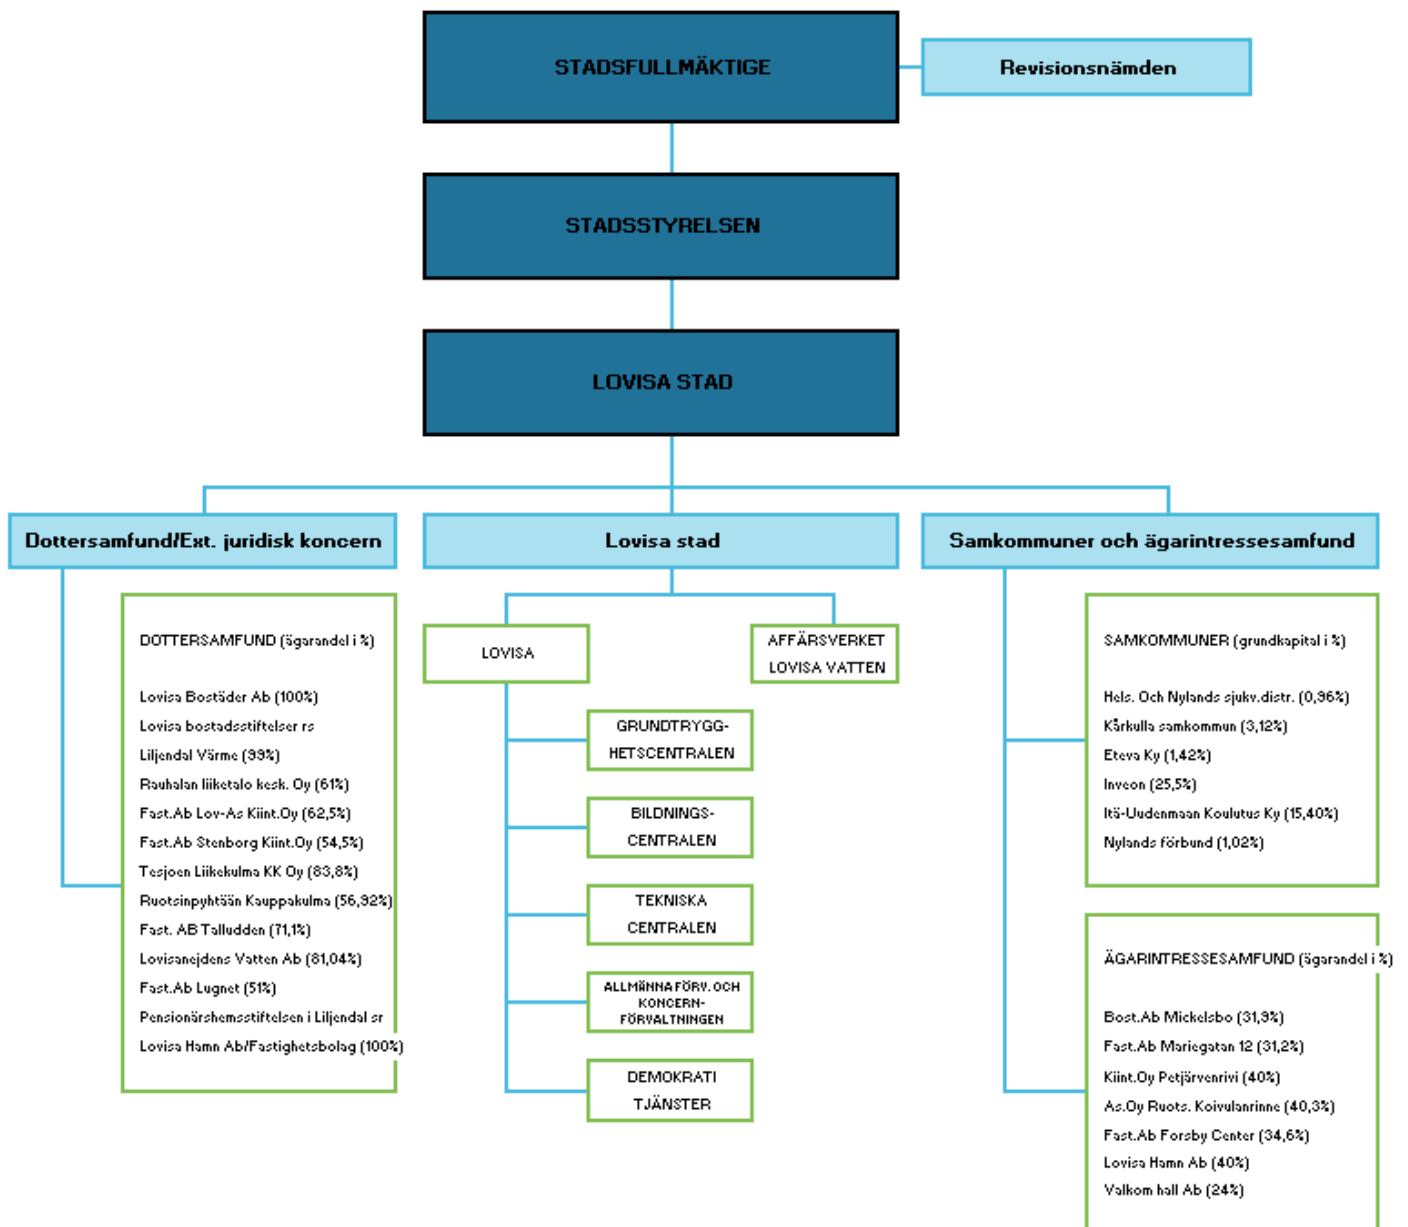 STADSFULLMÄKTIGE
Revisionsnämden
STADSSTYRELSEN
LOVISA STAD
Dottersamfund/Ext. juridisk koncern
Lovisa stad
Samkommuner och ägarintressesamfund
DOTTERSAMFUND (ägarandel i %)
Lovisa Bostäder Ab (100%)
Lovisa bostadsstiftelser rs
Liljendal Värme (99%)
Rauhalan liiketalo kesk. Oy (61%)
Fast.Ab Lov-As Kiint.Oy (62,5%)
Fast.Ab Stenborg Kiint.Oy (54,5%)
Tesjoen Liikekulma KK Oy (83,8%)
Ruotsinpyhtään Kauppakulma (56,92%)
Fast. AB Talludden (71,1%)
Lovisanejdens Vatten Ab (81,04%)
Fast.Ab Lugnet (51%)
Pensionärshemsstiftelsen i Liljendal sr
Lovisa Hamn Ab/Fastighetsbolag (100%)
LOVISA
AFFÄRSVERKET
LOVISA VATTEN
GRUNDTRYGG-
HETSCENTRALEN
BILDNINGS-
CENTRALEN
TEKNISKA
CENTRALEN
ALLMÄNNA FÖRV. OCH
KONCERN-
FÖRVALTNINGEN
DEMOKRATI
TJÄNSTER
SAMKOMMUNER (grundkapital i %)
Hels. Och Nylands sjukv.distr. (0,96%)
Kårkulla samkommun (3,12%)
Eteva Ky (1,42%)
Inveon (25,5%)
Itä-Uudenmaan Koulutus Ky (15,40%)
Nylands förbund (1,02%)
ÄGARINTRESSESAMFUND (ägarandel i %)
Bost.Ab Mickelsbo (31,9%)
Fast.Ab Mariegatan 12 (31,2%)
Kiint.Oy Petjärvenrivi (40%)
As.Oy Ruots. Koivulanrinne (40,3%)
Fast.Ab Forsby Center (34,6%)
Lovisa Hamn Ab (40%)
Valkom hall Ab (24%)